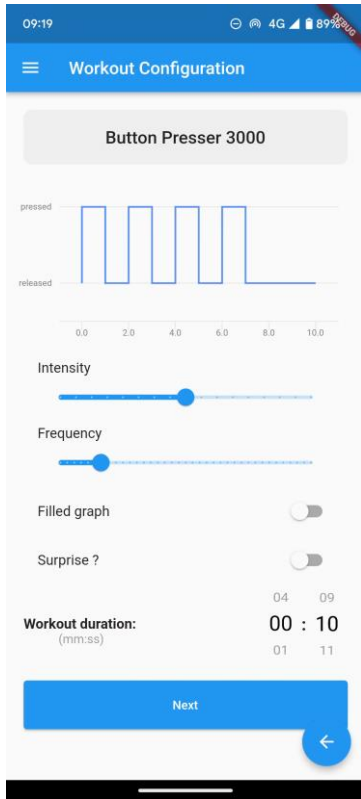 09:19 4G 89%
DEBUG
Workout Configuration
Button Presser 3000
pressed
released
0.0 2.0 4.0 6.0 8.0 10.0
Intensity
Frequency
Filled graph
Surprise ?
04 09
Workout duration: 00 : 10
(mm:ss)
01 11
Next